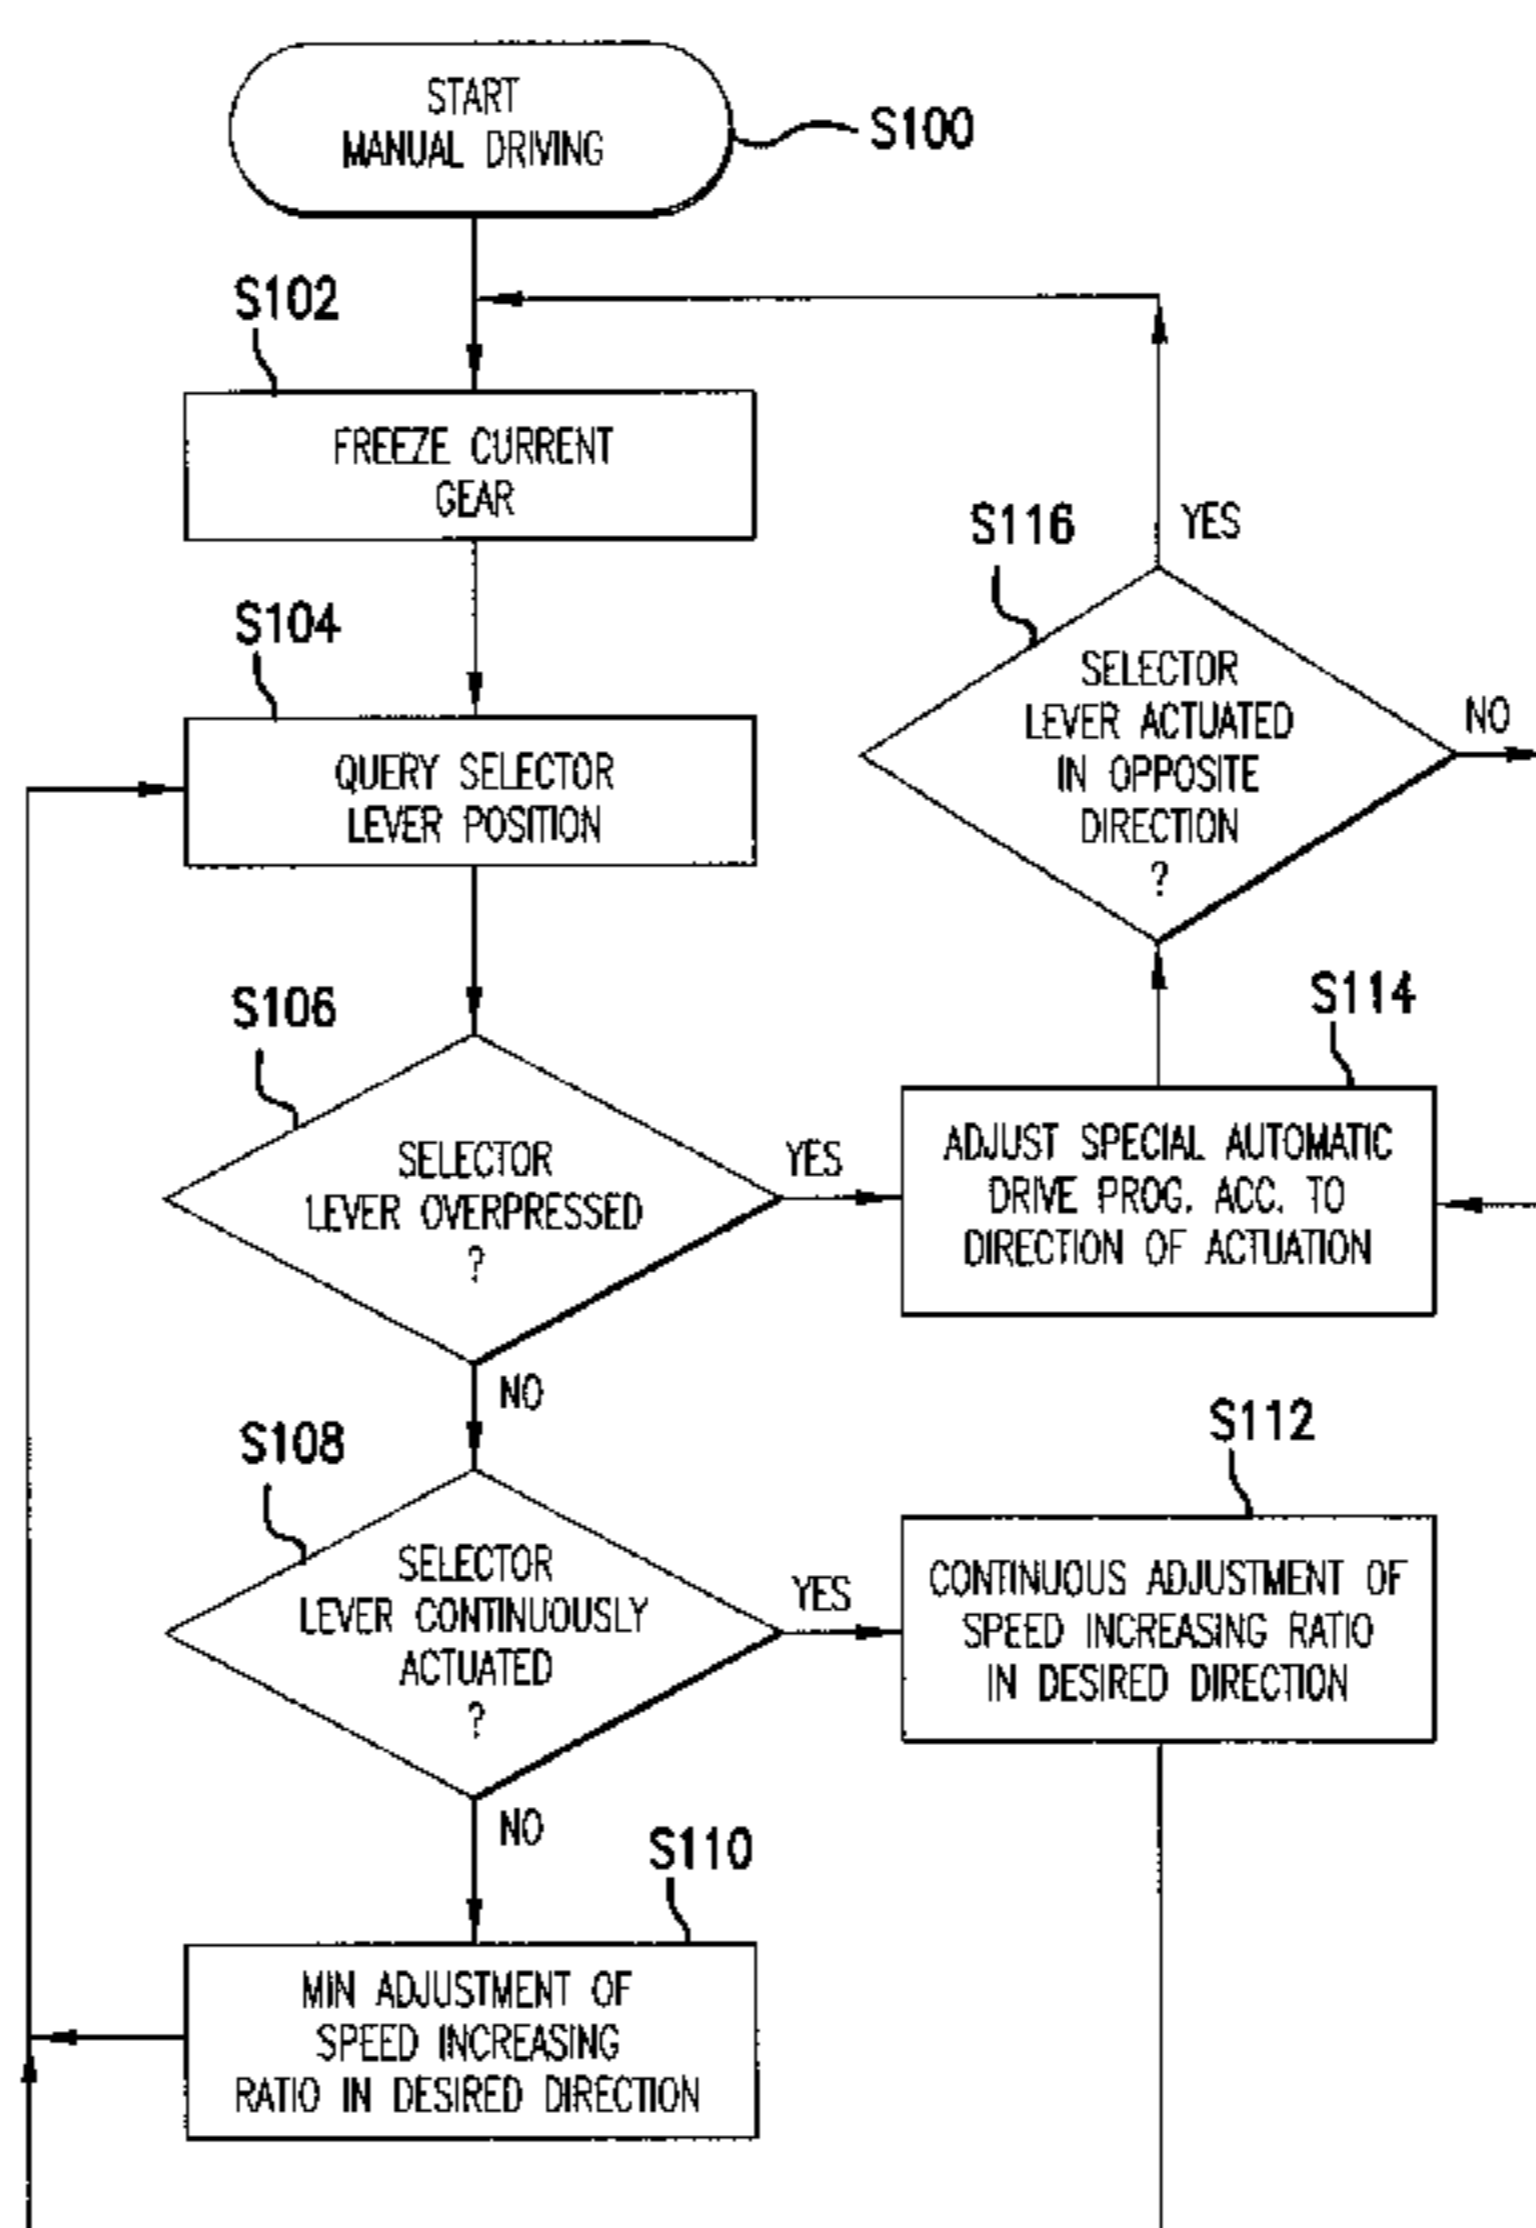 START
MANUAL DRIVING
S100
S102
FREEZE CURRENT
GEAR
S104
QUERY SELECTOR
LEVER POSITION
S106
SELECTOR
LEVER OVERPRESSED
?
YES
NO
S108
SELECTOR
LEVER CONTINUOUSLY
ACTUATED
?
YES
NO
S110
MIN ADJUSTMENT OF
SPEED INCREASING
RATIO IN DESIRED DIRECTION
S112
CONTINUOUS ADJUSTMENT OF
SPEED INCREASING RATIO
IN DESIRED DIRECTION
S114
ADJUST SPECIAL AUTOMATIC
DRIVE PROG. ACC. TO
DIRECTION OF ACTUATION
S116
SELECTOR
LEVER ACTUATED
IN OPPOSITE
DIRECTION
?
YES
NO